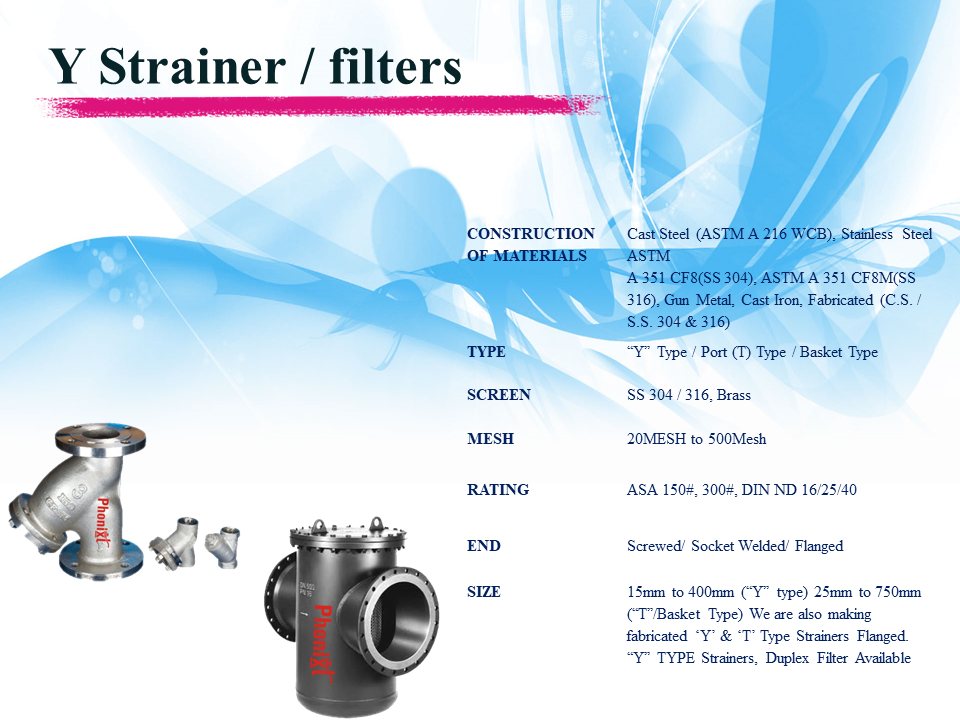 Y Strainer / filters
CONSTRUCTION
OF MATERIALS
Cast Steel (ASTM A 216 WCB), Stainless Steel
ASTM
A 351 CF8(SS 304), ASTM A 351 CF8M(SS
316), Gun Metal, Cast Iron, Fabricated (C.S. /
S.S. 304 & 316)
TYPE
“Y” Type / Port (T) Type / Basket Type
SCREEN
SS 304 / 316, Brass
MESH
20MESH to 500Mesh
RATING
ASA 150#, 300#, DIN ND 16/25/40
END
Screwed/ Socket Welded/ Flanged
SIZE
15mm to 400mm (“Y” type) 25mm to 750mm
(“T”/Basket Type) We are also making
fabricated ‘Y’ & ‘T’ Type Strainers Flanged.
“Y” TYPE Strainers, Duplex Filter Available
3
Phonixt
Phonixt